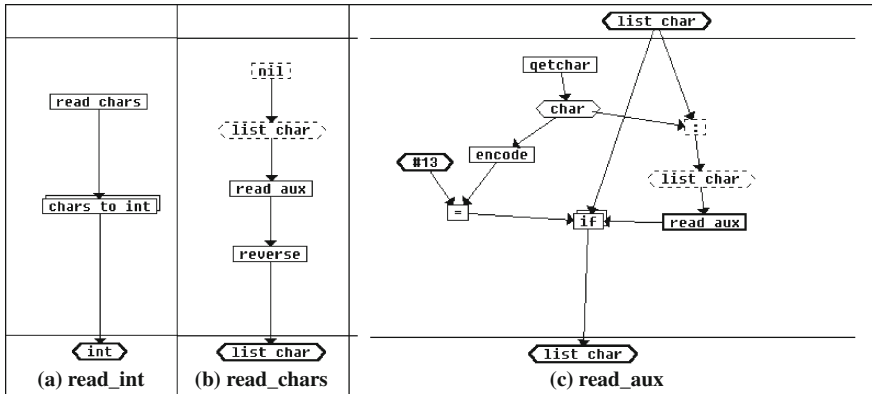 read chars
chars to int
int
(a) read_int
nil
list char
read aux
reverse
list char
(b) read_chars
list char
getchar
char
:
encode
#13
list char
=
if
read aux
list char
(c) read_aux